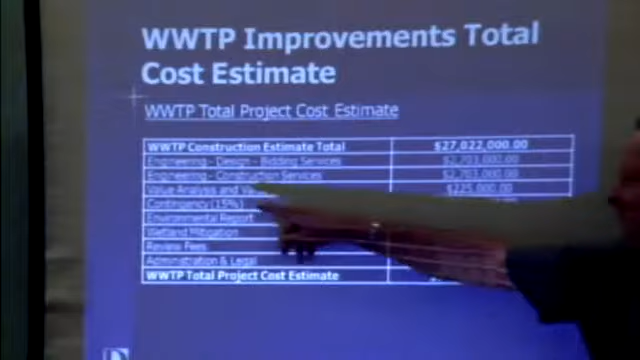 WWTP Improvements Total
Cost Estimate
WWTP Total Project Cost Estimate
WWTP Construction Estimate Total $27,022,000.00
Engineering - Design - Bidding Services $2,703,000.00
Engineering - Construction Services $2,703,000.00
Value Analysis and $225,000.00
Contingency (15%)
Environmental Report
Wetland Mitigation
Review Fees
Administration & Legal
WWTP Total Project Cost Estimate